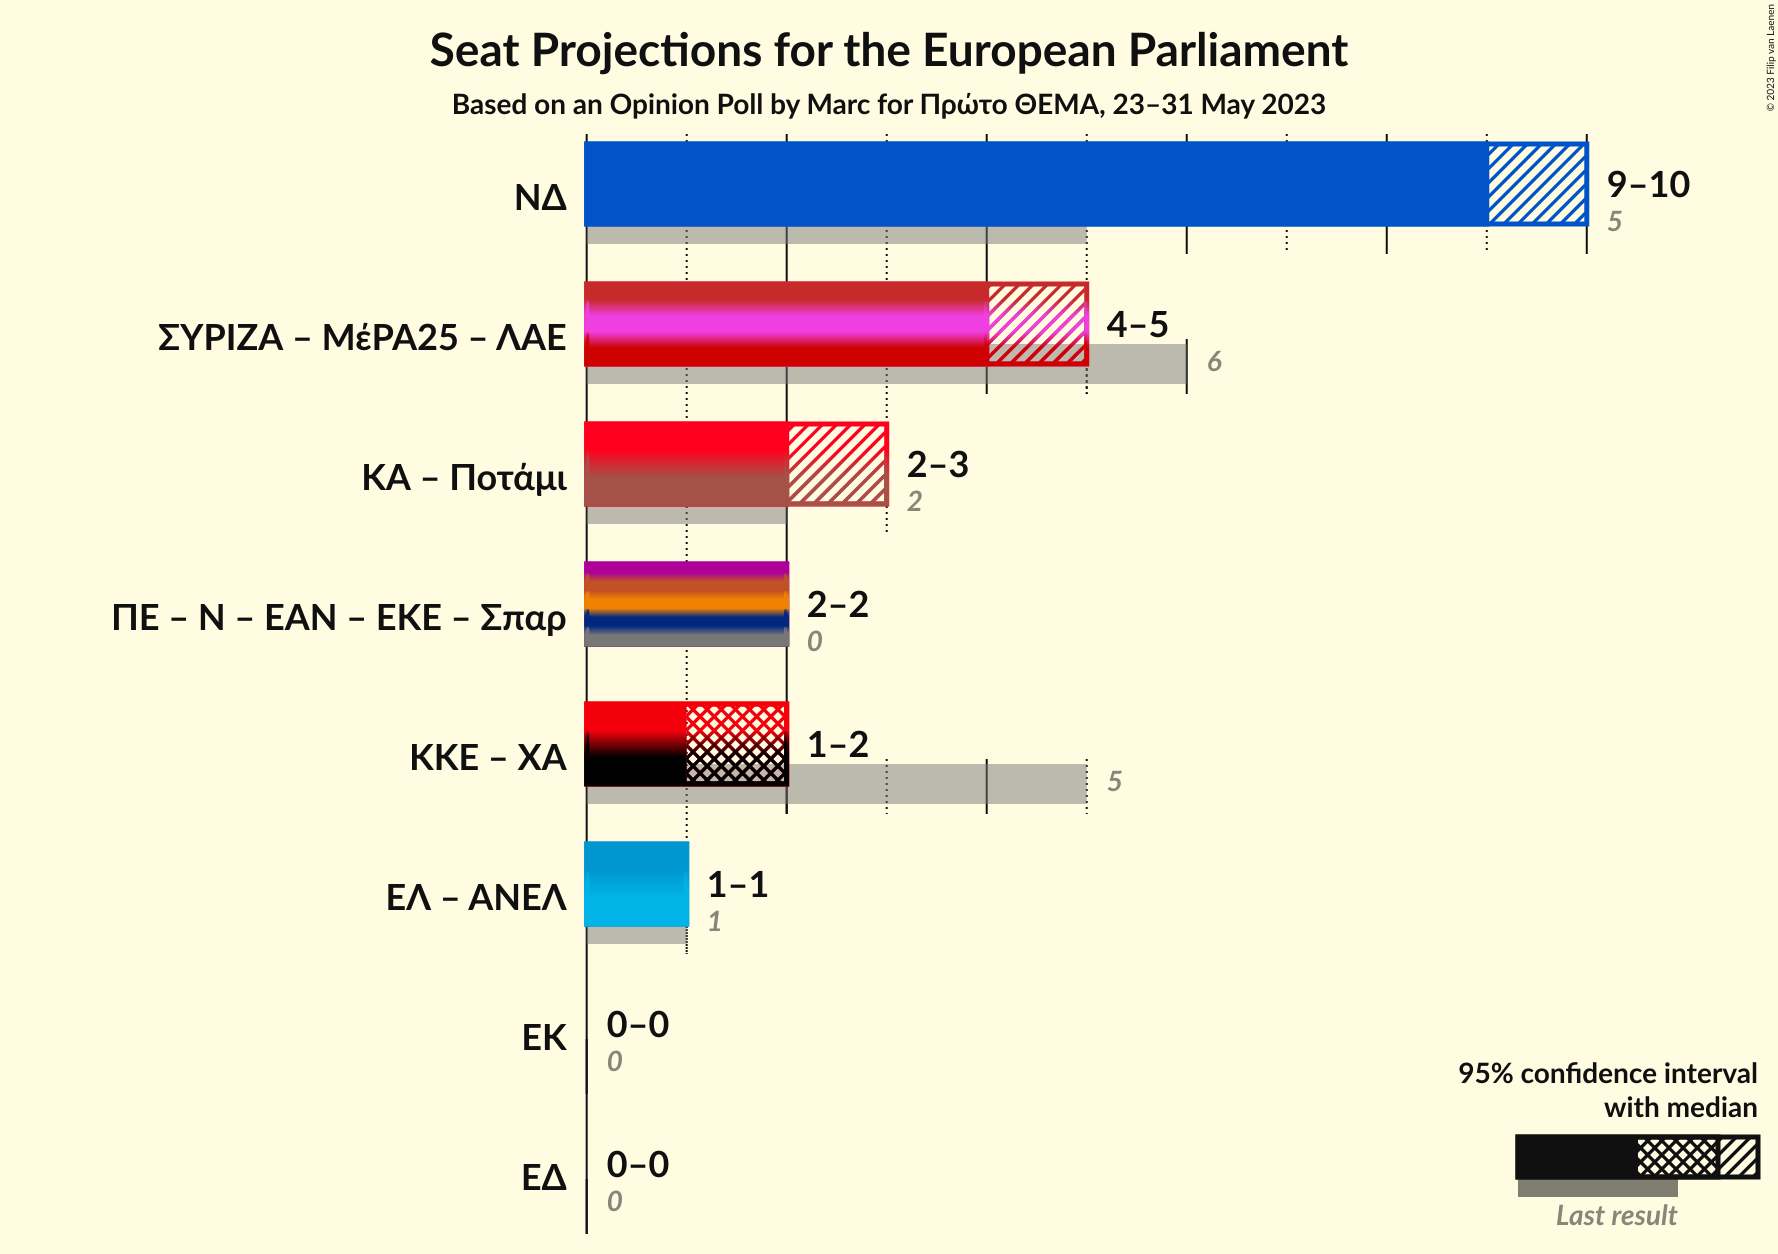 Seat Projections for the European Parliament
Based on an Opinion Poll by Marc for Πρώτο ΘΕΜΑ, 23–31 May 2023
© 2023 Filip van Laenen
ΝΔ
9–10
5
ΣΥΡΙΖΑ – ΜέΡΑ25 – ΛΑΕ
4–5
6
ΚΑ – Ποτάμι
2–3
2
ΠΕ – Ν – ΕΑΝ – ΕΚΕ – Σπαρ
2–2
0
ΚΚΕ – ΧΑ
1–2
5
ΕΛ – ΑΝΕΛ
1–1
1
ΕΚ
0–0
0
ΕΔ
0–0
0
95% confidence interval
with median
Last result